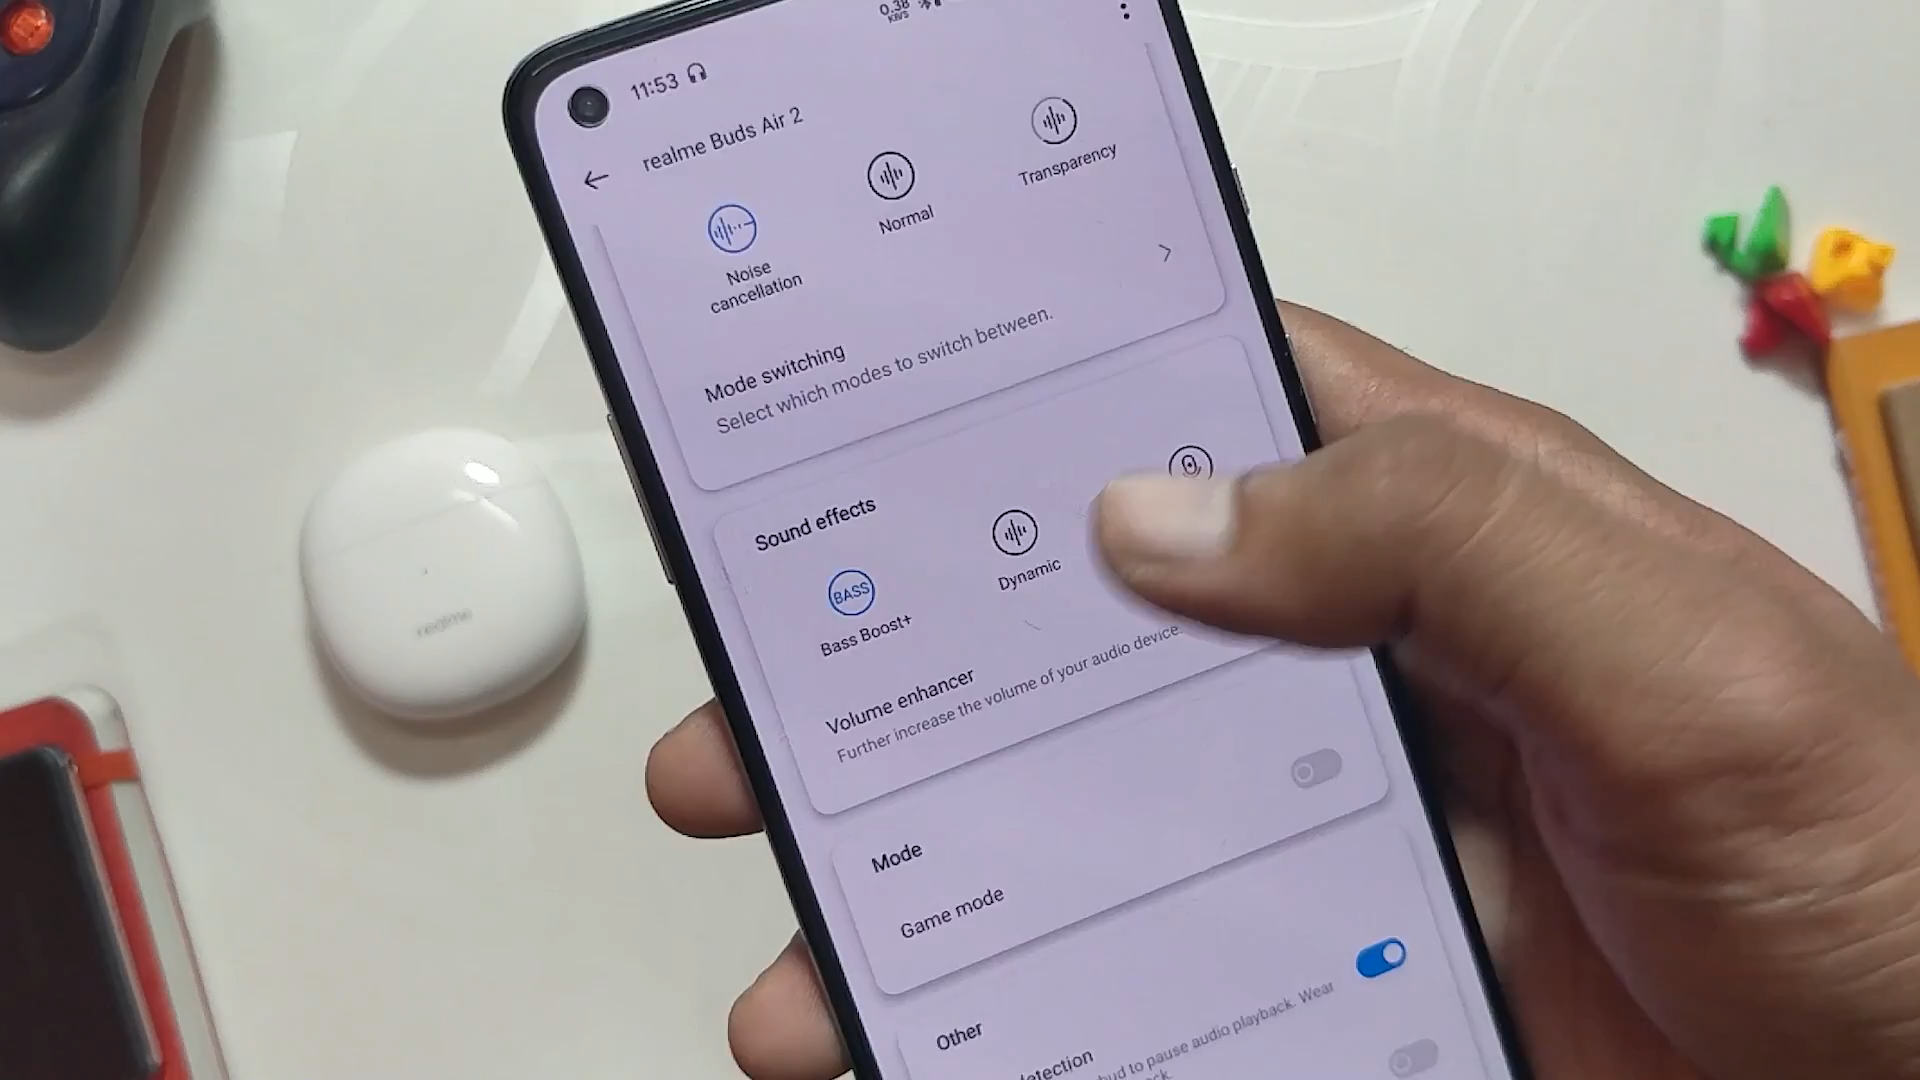 0.38
KB/S
11:53
realme Buds Air 2
Noise
cancellation
Normal
Transparency
Mode switching
Select which modes to switch between.
Sound effects
BASS
Bass Boost+
Dynamic
Volume enhancer
Further increase the volume of your audio device.
Mode
Game mode
Other
bud to pause audio playback. Wear
realme